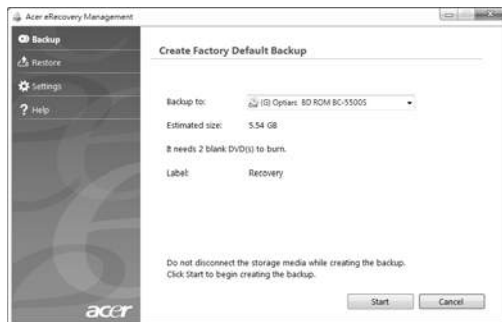 Acer eRecovery Management
Backup
Restore
Settings
Help
Create Factory Default Backup
Backup to: (G) Optiarc BD ROM BC-5500S
Estimated size: 5.54 GB
It needs 2 blank DVD(s) to burn.
Label: Recovery
Do not disconnect the storage media while creating the backup.
Click Start to begin creating the backup.
Start Cancel
acer